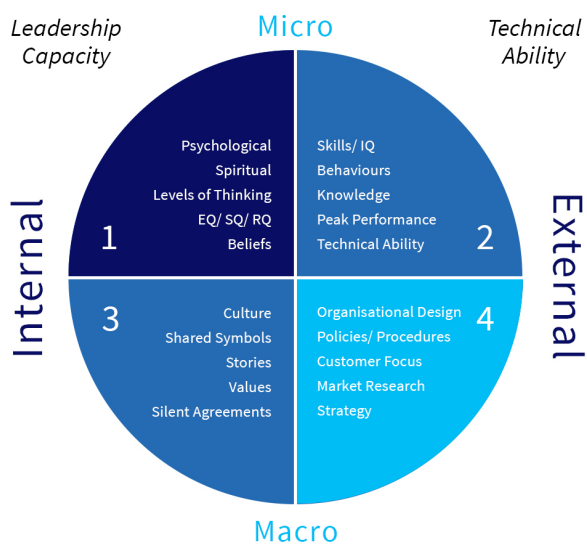 Leadership
Capacity
Micro
Technical
Ability
Internal
External
1
Psychological
Spiritual
Levels of Thinking
EQ/ SQ/ RQ
Beliefs
Skills/ IQ
Behaviours
Knowledge
Peak Performance
Technical Ability
2
3
Culture
Shared Symbols
Stories
Values
Silent Agreements
Organisational Design
Policies/ Procedures
Customer Focus
Market Research
Strategy
4
Macro